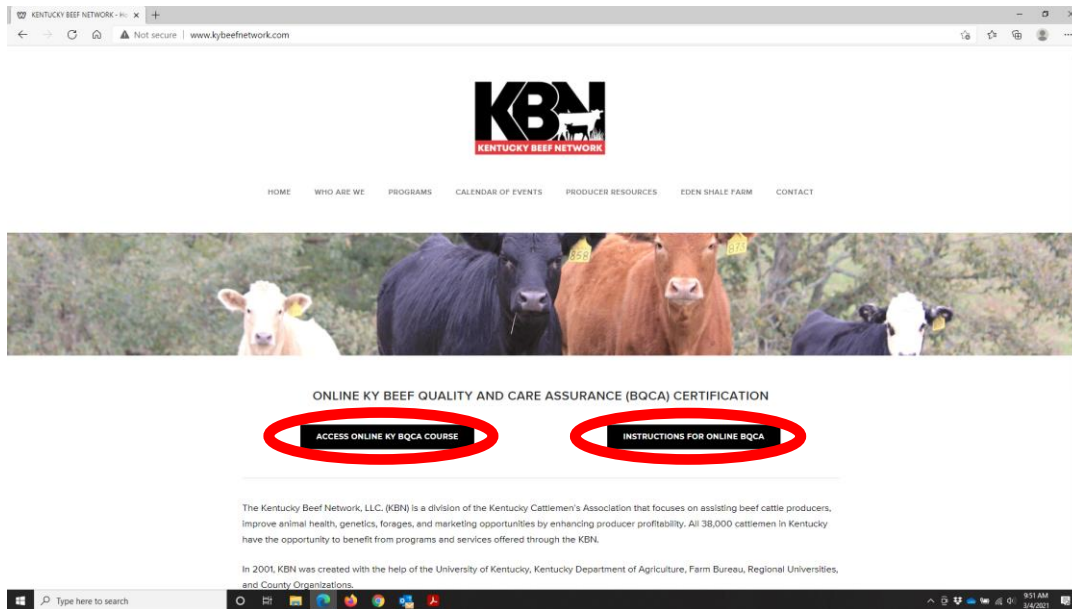 KENTUCKY BEEF NETWORK - Ho
Not secure | www.kybeefnetwork.com
KBN
KENTUCKY BEEF NETWORK
HOME WHO ARE WE PROGRAMS CALENDAR OF EVENTS PRODUCER RESOURCES EDEN SHALE FARM CONTACT
858
ONLINE KY BEEF QUALITY AND CARE ASSURANCE (BQCA) CERTIFICATION
ACCESS ONLINE KY BQCA COURSE INSTRUCTIONS FOR ONLINE BQCA
The Kentucky Beef Network, LLC. (KBN) is a division of the Kentucky Cattlemen's Association that focuses on assisting beef cattle producers,
improve animal health, genetics, forages, and marketing opportunities by enhancing producer profitability. All 38,000 cattlemen in Kentucky
have the opportunity to benefit from programs and services offered through the KBN.
In 2001, KBN was created with the help of the University of Kentucky, Kentucky Department of Agriculture, Farm Bureau, Regional Universities,
and County Organizations.
Type here to search
9:51 AM
3/4/2021